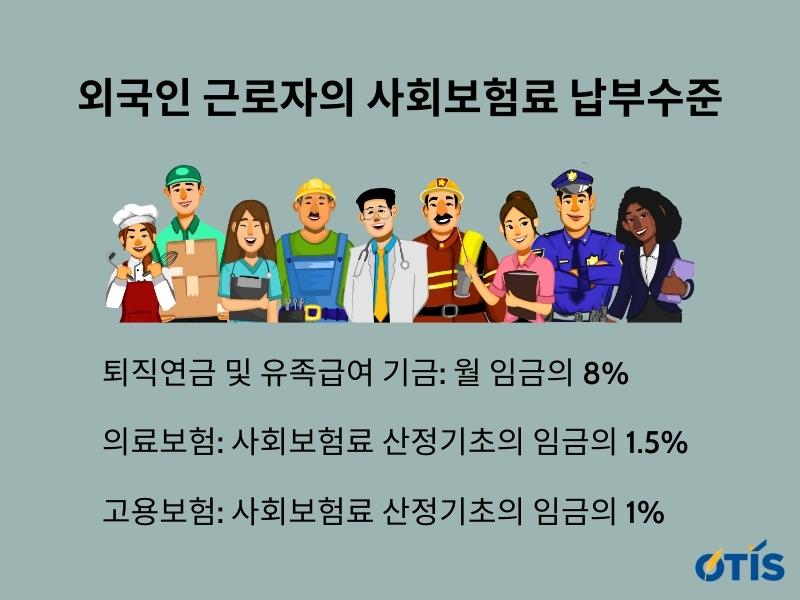 외국인 근로자의 사회보험료 납부수준
퇴직연금 및 유족급여 기금: 월 임금의 8%
의료보험: 사회보험료 산정기초의 임금의 1.5%
고용보험: 사회보험료 산정기초의 임금의 1%
OTIS